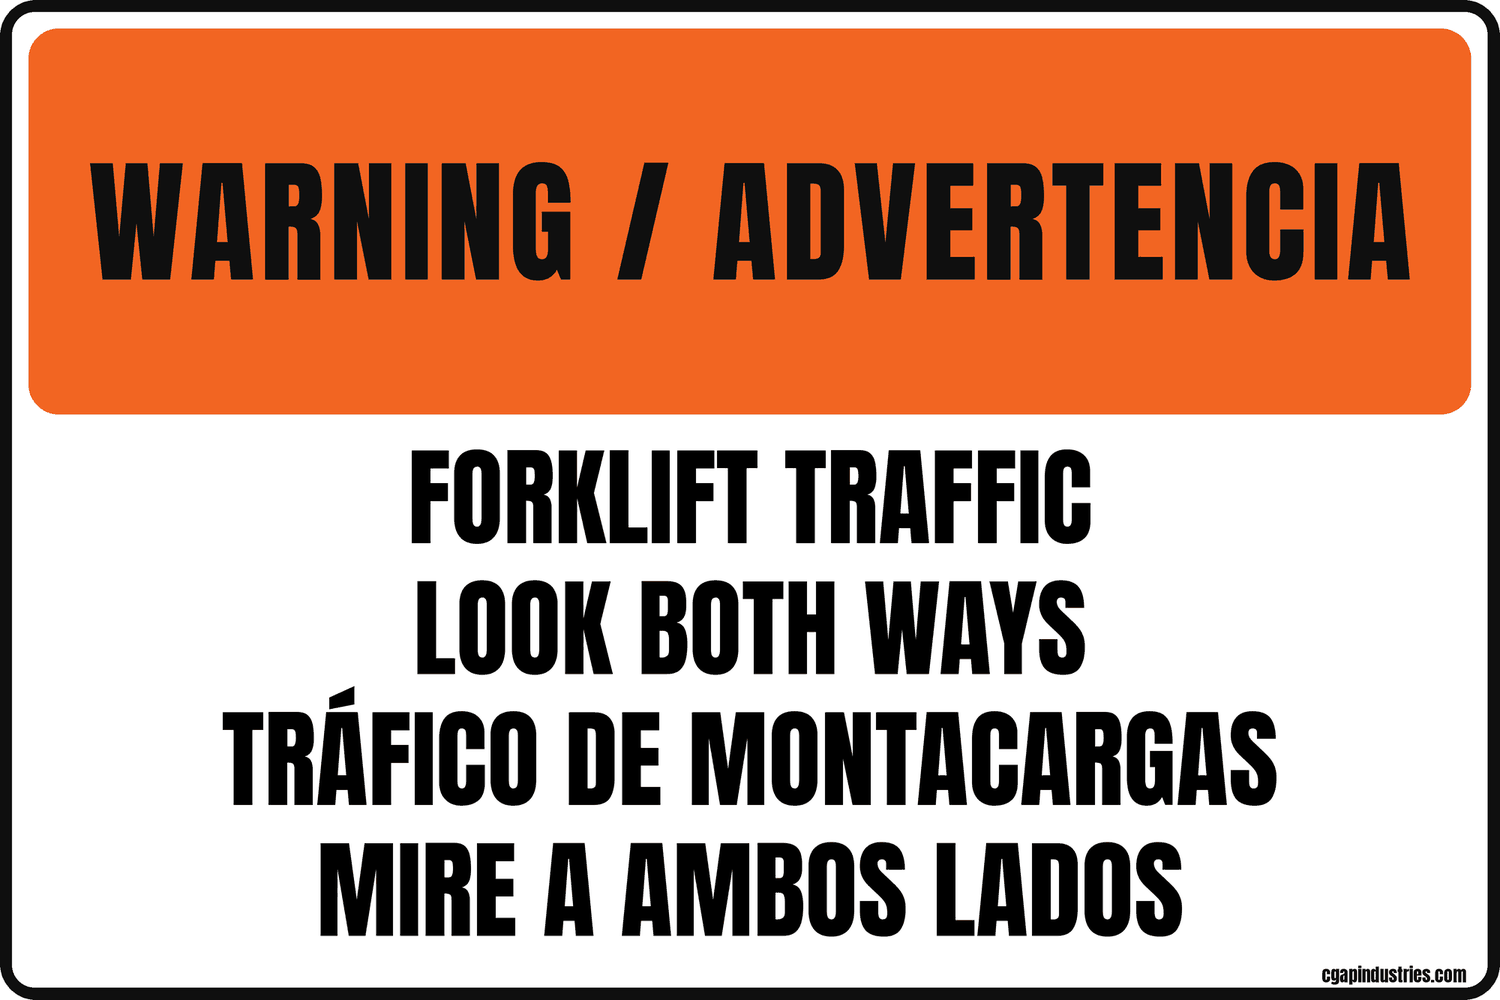 WARNING / ADVERTENCIA
FORKLIFT TRAFFIC
LOOK BOTH WAYS
TRÁFICO DE MONTACARGAS
MIRE A AMBOS LADOS
cgapindustries.com